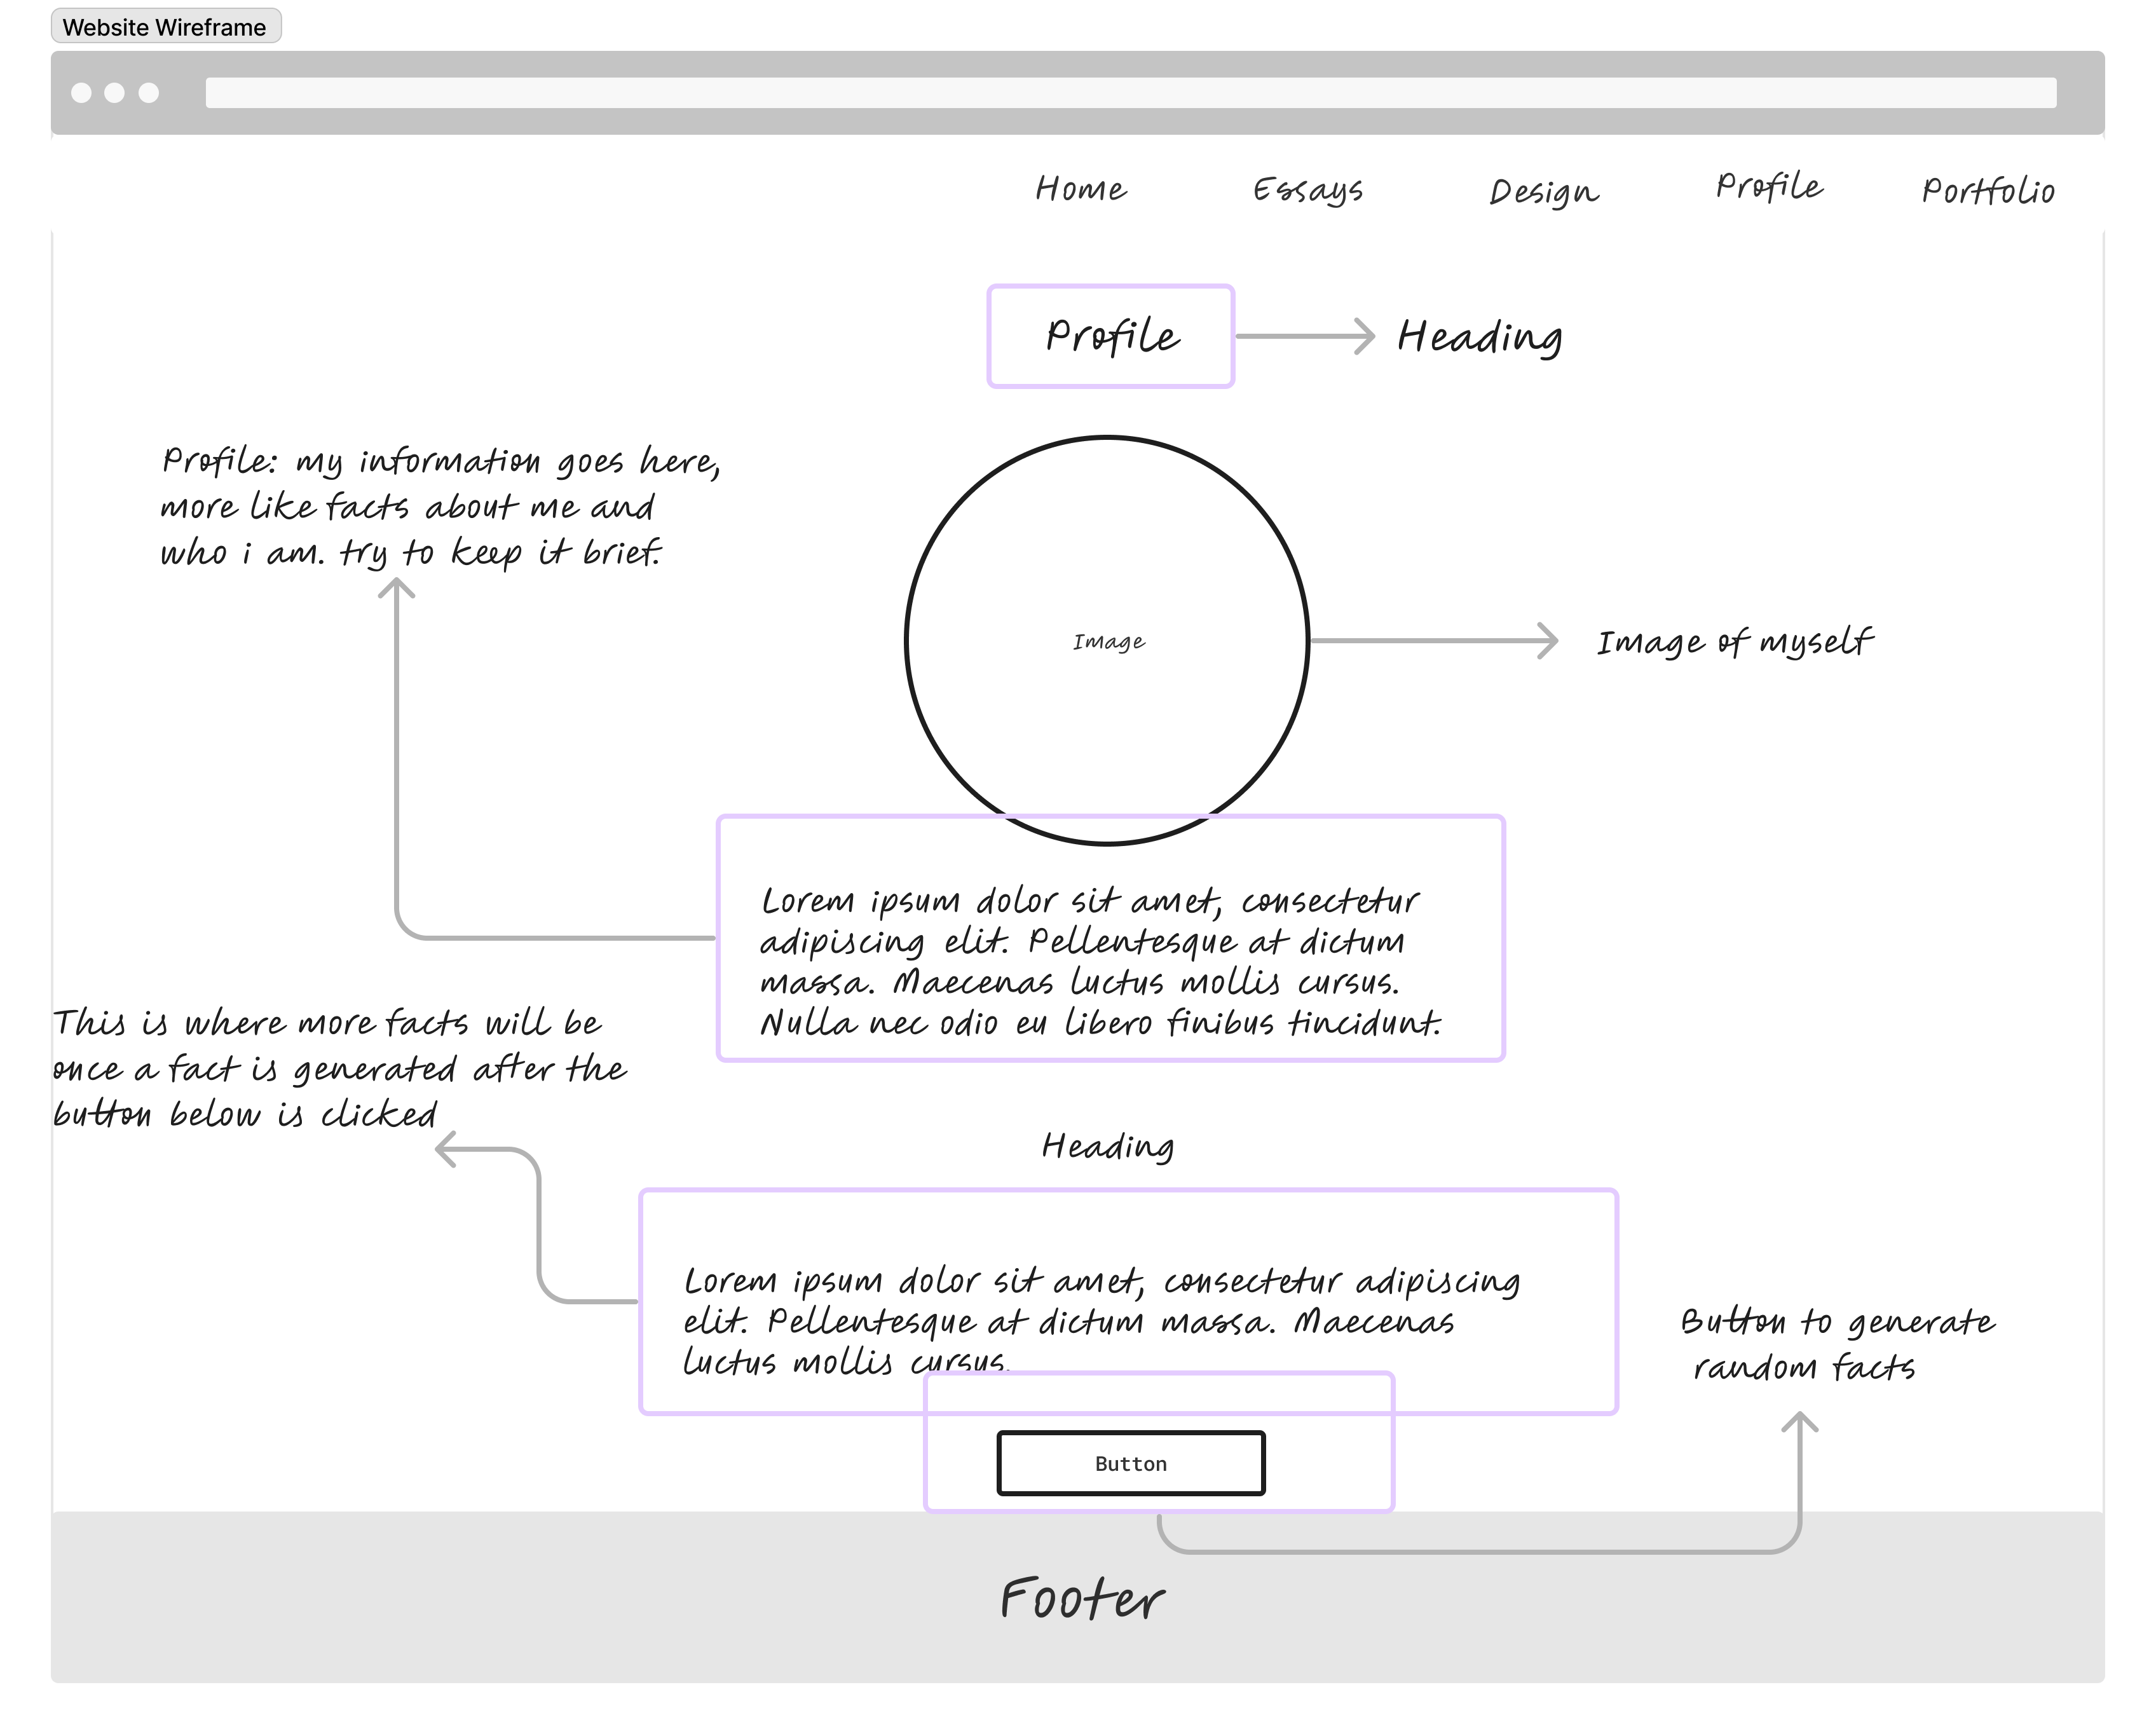 Website Wireframe
Home Essays Design Profile Portfolio
Profile
Heading
Profile: my information goes here,
more like facts about me and
who i am. try to keep it brief.
Image
Image of myself
Lorem ipsum dolor sit amet, consectetur
adipiscing elit. Pellentesque at dictum
massa. Maecenas luctus mollis cursus.
Nulla nec odio eu libero finibus tincidunt.
This is where more facts will be
once a fact is generated after the
button below is clicked
Heading
Lorem ipsum dolor sit amet, consectetur adipiscing
elit. Pellentesque at dictum massa. Maecenas
luctus mollis cursus.
Button to generate
random facts
Button
Footer